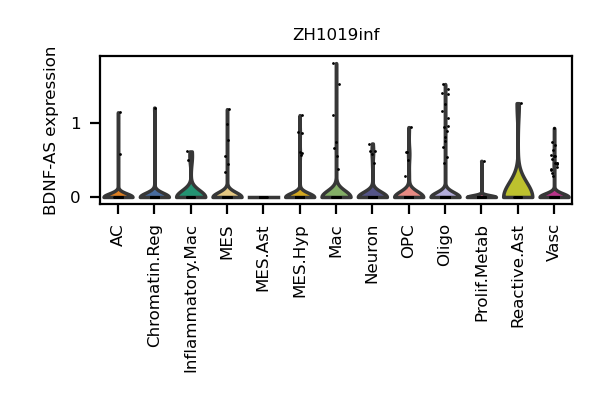 ZH1019inf
BDNF-AS expression
1
0
AC
Chromatin.Reg
Inflammatory.Mac
MES
MES.Ast
MES.Hyp
Mac
Neuron
OPC
Oligo
Prolif.Metab
Reactive.Ast
Vasc